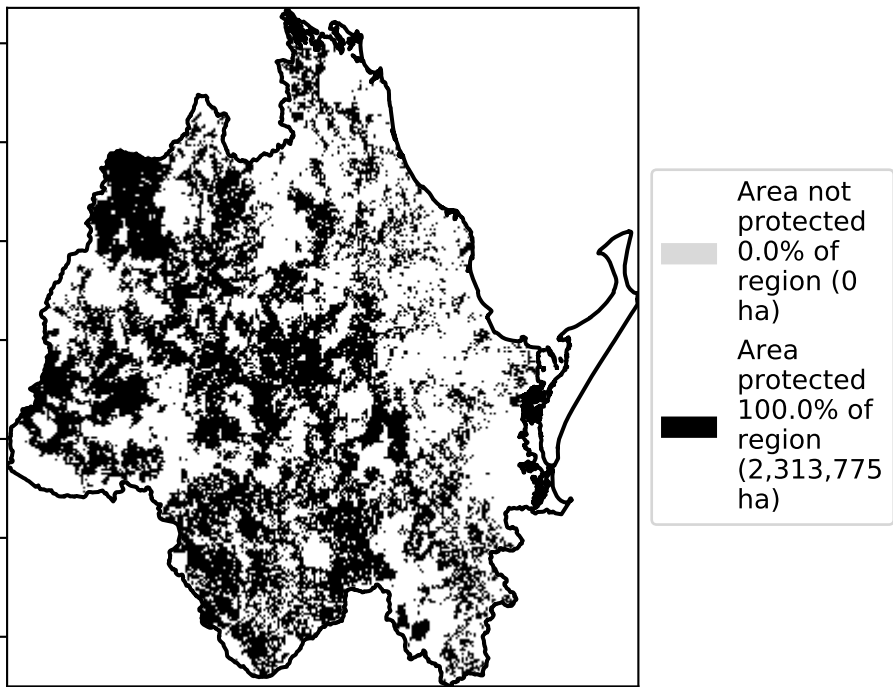 Area not
protected
0.0% of
region (0
ha)
Area
protected
100.0% of
region
(2,313,775
ha)